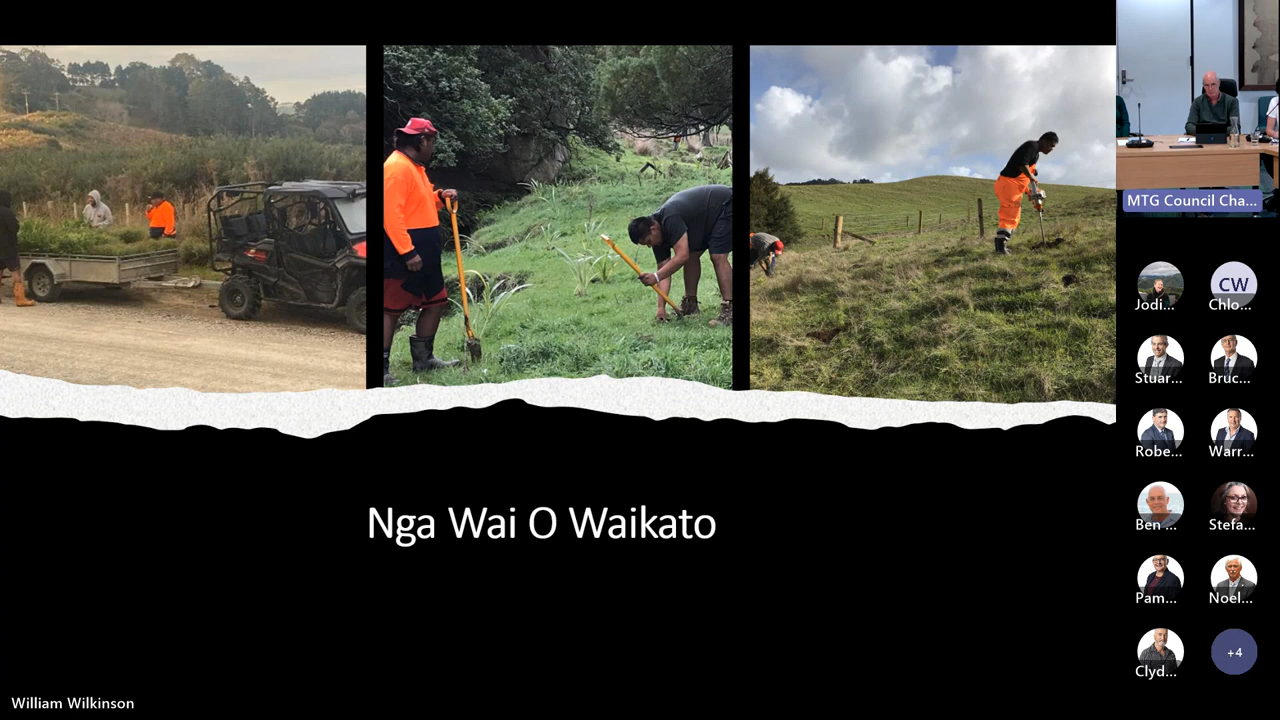 MTG Council Cha...
Jodi...
CW
Chlo...
Stuar...
Bruc...
Robe...
Warr...
Ben ...
Stefa...
Pam...
Noel...
Clyd...
+4
Nga Wai O Waikato
William Wilkinson